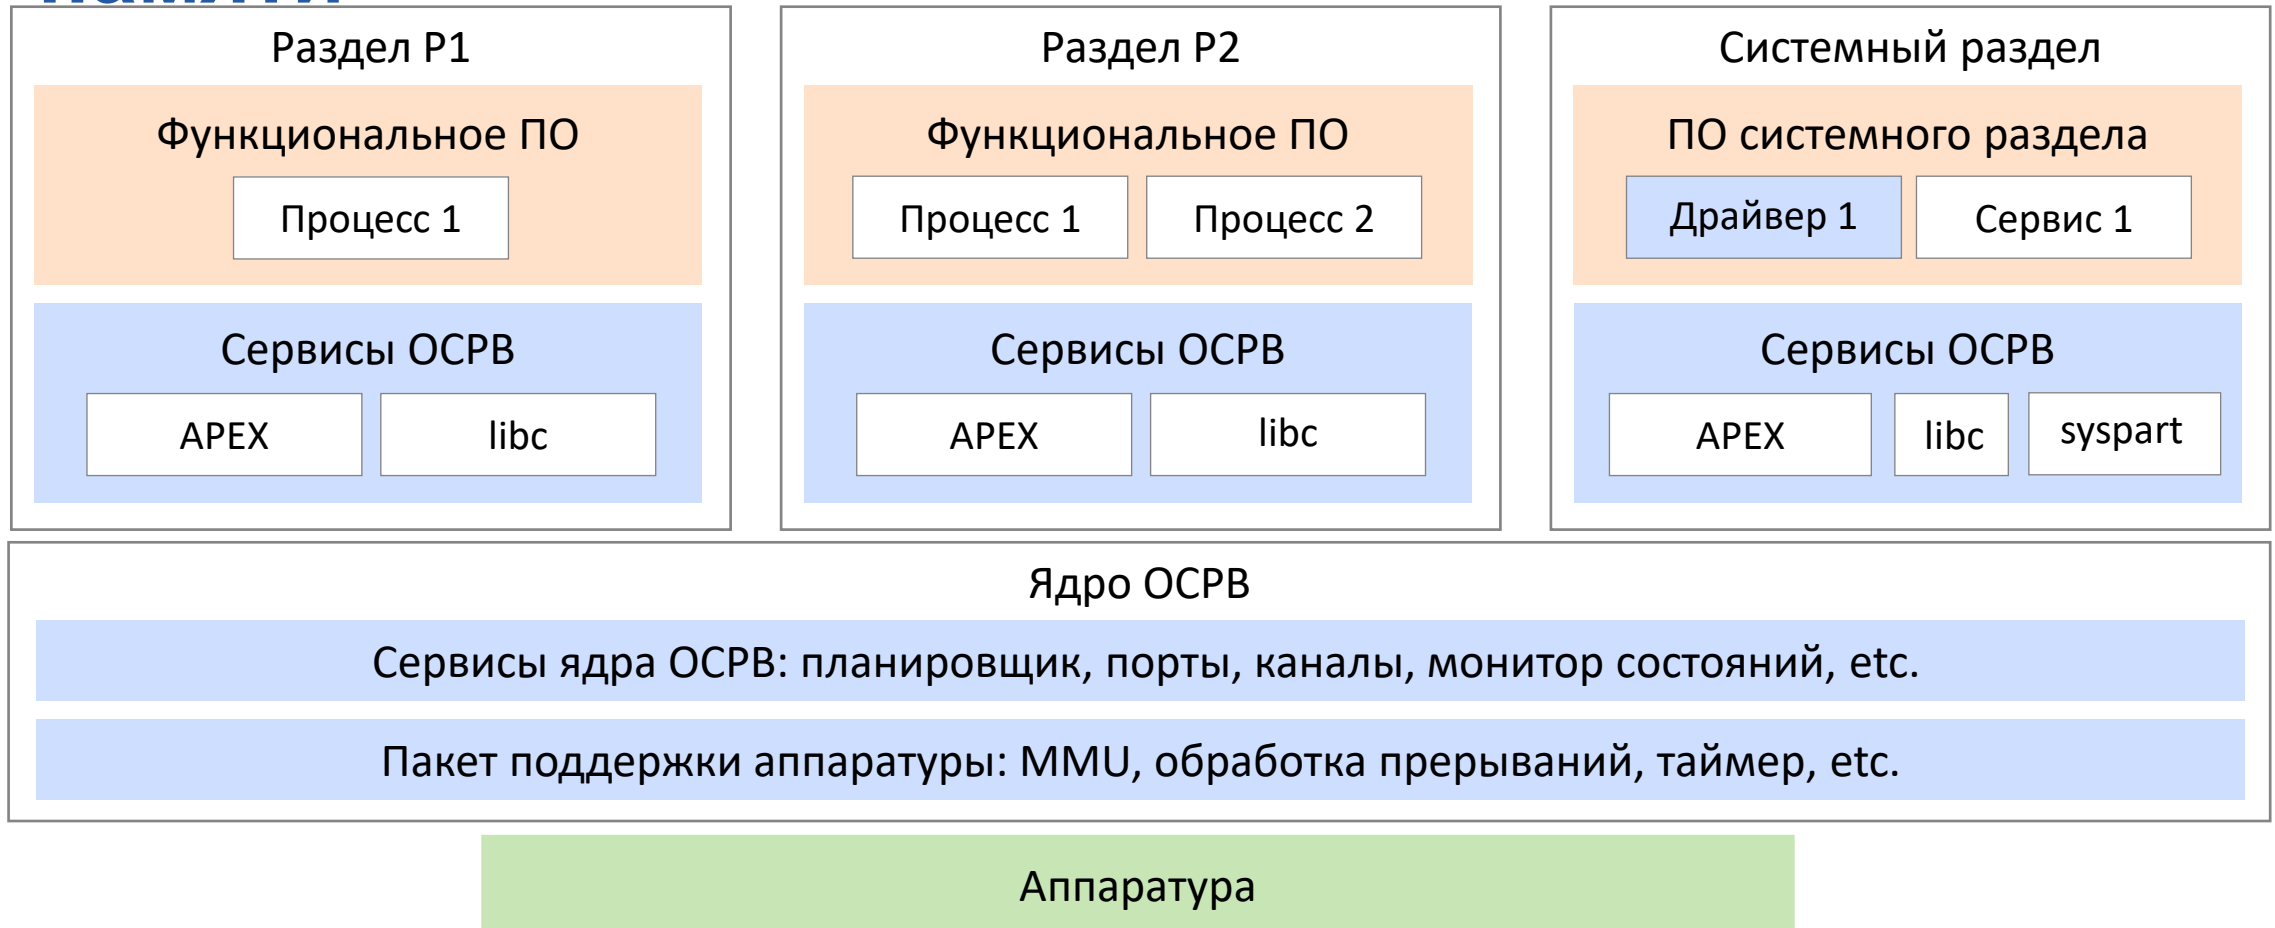 Раздел P1
Функциональное ПО
Процесс 1
Сервисы ОСРВ
APEX libc
Раздел P2
Функциональное ПО
Процесс 1 Процесс 2
Сервисы ОСРВ
APEX libc
Системный раздел
ПО системного раздела
Драйвер 1 Сервис 1
Сервисы ОСРВ
APEX libc syspart
Ядро ОСРВ
Сервисы ядра ОСРВ: планировщик, порты, каналы, монитор состояний, etc.
Пакет поддержки аппаратуры: MMU, обработка прерываний, таймер, etc.
Аппаратура